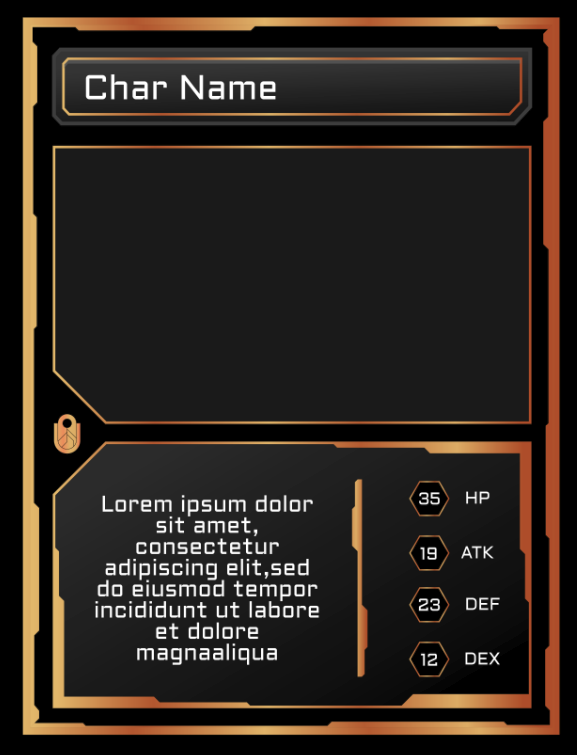 Char Name
Lorem ipsum dolor
sit amet,
consectetur
adipiscing elit,sed
do eiusmod tempor
incididunt ut labore
et dolore
magnaaliqua
35 HP
19 ATK
23 DEF
12 DEX